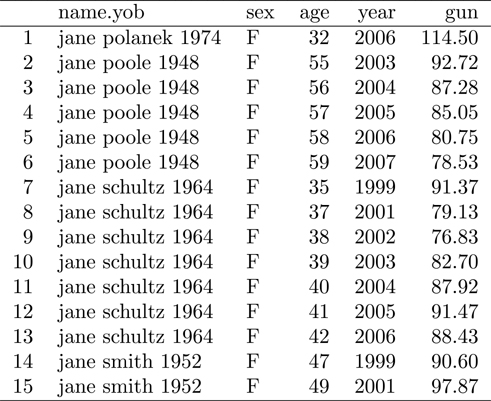 name.yob sex age year gun
1 jane polanek 1974 F 32 2006 114.50
2 jane poole 1948 F 55 2003 92.72
3 jane poole 1948 F 56 2004 87.28
4 jane poole 1948 F 57 2005 85.05
5 jane poole 1948 F 58 2006 80.75
6 jane poole 1948 F 59 2007 78.53
7 jane schultz 1964 F 35 1999 91.37
8 jane schultz 1964 F 37 2001 79.13
9 jane schultz 1964 F 38 2002 76.83
10 jane schultz 1964 F 39 2003 82.70
11 jane schultz 1964 F 40 2004 87.92
12 jane schultz 1964 F 41 2005 91.47
13 jane schultz 1964 F 42 2006 88.43
14 jane smith 1952 F 47 1999 90.60
15 jane smith 1952 F 49 2001 97.87